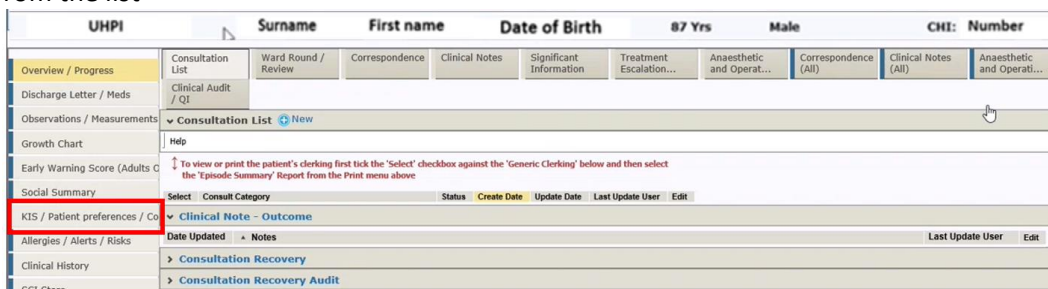 UHPI Surname First name Date of Birth 87 Yrs Male CHI: Number
Overview / Progress
Discharge Letter / Meds
Observations / Measurements
Growth Chart
Early Warning Score (Adults O
Social Summary
KIS / Patient preferences / Co
Allergies / Alerts / Risks
Clinical History
Consultation List
Ward Round / Review
Correspondence
Clinical Notes
Significant Information
Treatment Escalation...
Anaesthetic and Operat...
Correspondence (All)
Clinical Notes (All)
Anaesthetic and Operati...
Clinical Audit / QI
Consultation List New
Help
To view or print the patient's clerking first tick the 'Select' checkbox against the 'Generic Clerking' below and then select
the 'Episode Summary' Report from the Print menu above
Select Consult Category Status Create Date Update Date Last Update User Edit
Clinical Note - Outcome
Date Updated Notes Last Update User Edit
Consultation Recovery
Consultation Recovery Audit